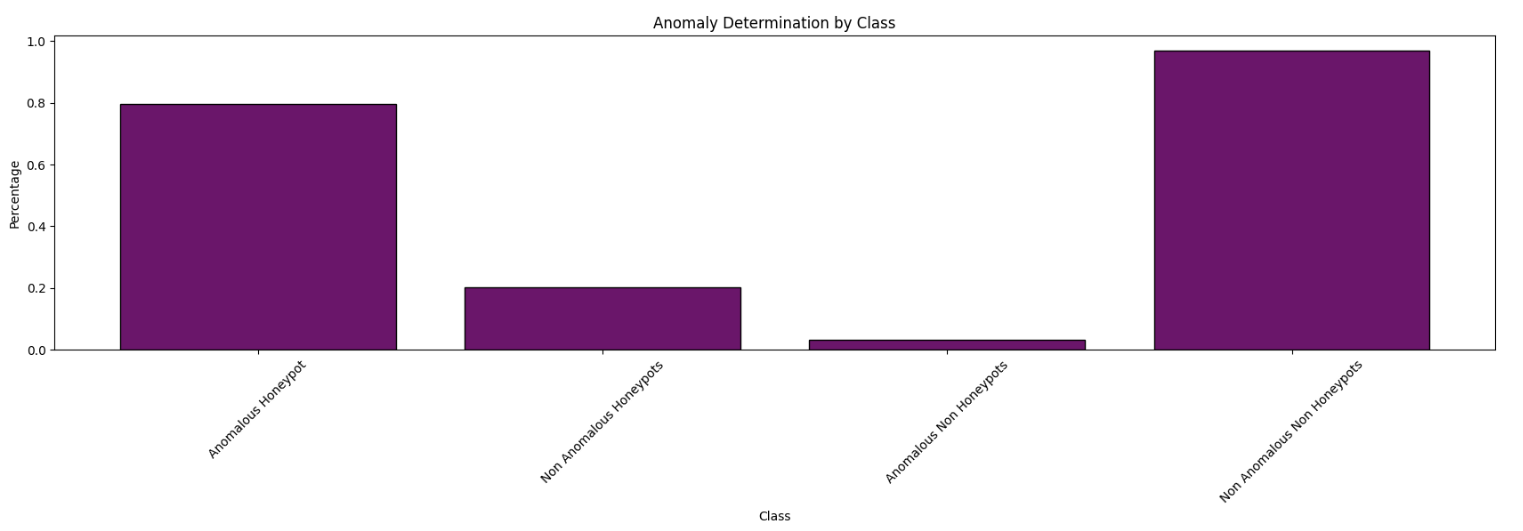 Anomaly Determination by Class
1.0
0.8
0.6
0.4
0.2
0.0
Percentage
Anomalous Honeypot
Non Anomalous Honeypots
Anomalous Non Honeypots
Non Anomalous Non Honeypots
Class